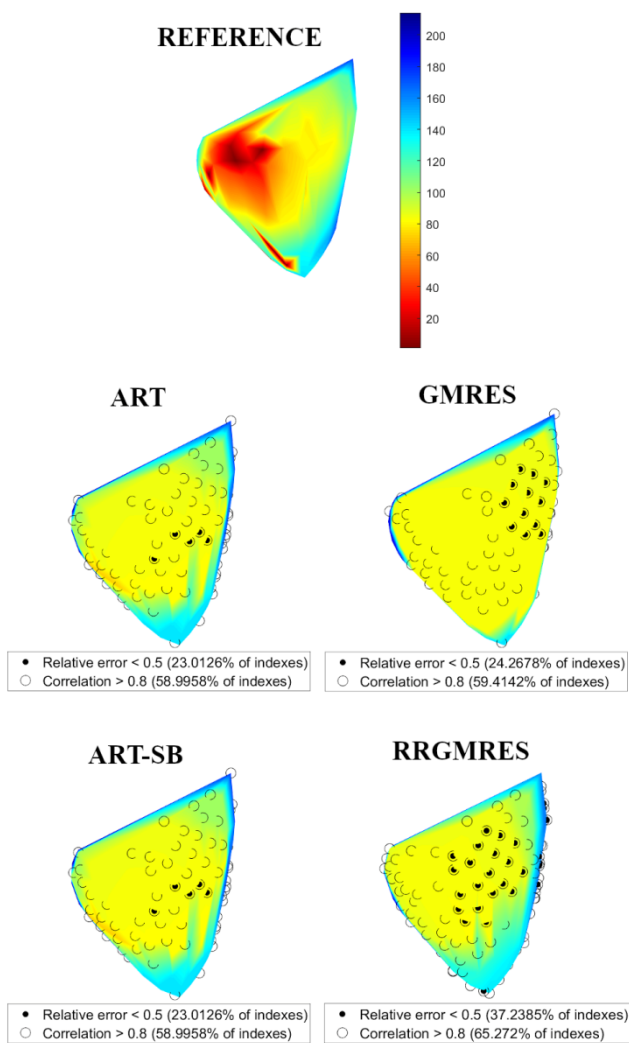 REFERENCE
200
180
160
140
120
100
80
60
40
20
ART
GMRES
Relative error < 0.5 (23.0126% of indexes)
Correlation > 0.8 (58.9958% of indexes)
Relative error < 0.5 (24.2678% of indexes)
Correlation > 0.8 (59.4142% of indexes)
ART-SB
RRGMRES
Relative error < 0.5 (23.0126% of indexes)
Correlation > 0.8 (58.9958% of indexes)
Relative error < 0.5 (37.2385% of indexes)
Correlation > 0.8 (65.272% of indexes)